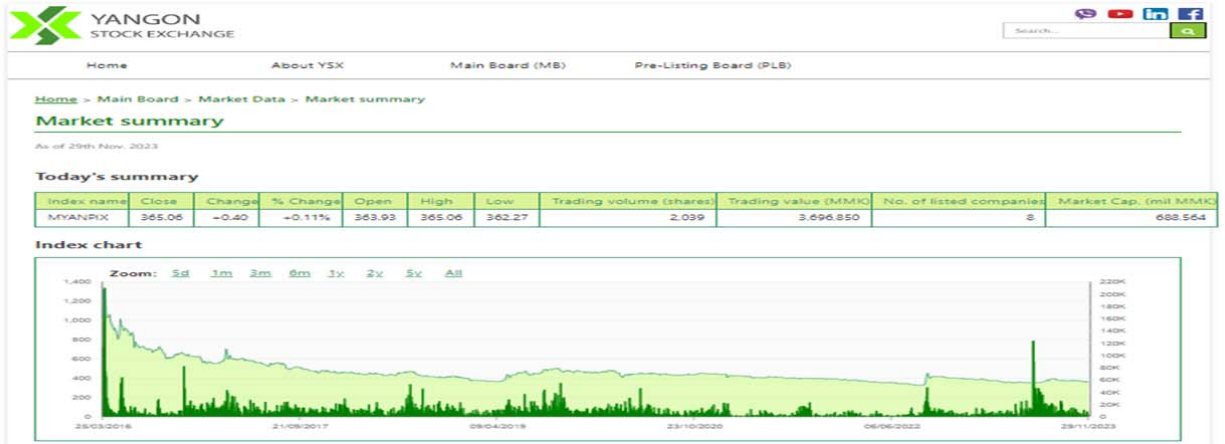 YANGON
STOCK EXCHANGE
Search...
Home About YSX Main Board (MB) Pre-Listing Board (PLB)
Home > Main Board > Market Data > Market summary
Market summary
As of 29th Nov. 2023
Today's summary
Index name Close Change % Change Open High Low Trading volume (shares) Trading value (MMK) No. of listed companies Market Cap. (mil MMK)
MYANPIX 365.06 +0.40 +0.11% 363.93 365.06 362.27 2,039 3,696,850 8 688,564
Index chart
Zoom: 5d 1m 3m 6m 1y 2y 5y All
1,400 220K
1,200 200K
180K
1,000 160K
140K
800 120K
600 100K
80K
400 60K
200 40K
20K
0 0
25/03/2016 21/09/2017 09/04/2019 23/10/2020 06/06/2022 29/11/2023